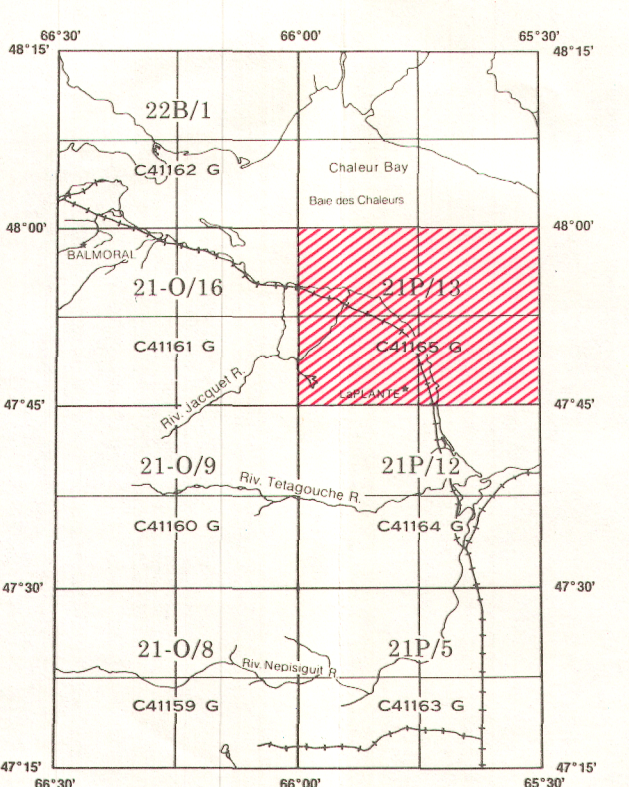 66°30' 66°00' 65°30'
48°15' 48°15'
22B/1
Chaleur Bay
C41162 G
Baie des Chaleurs
48°00' 48°00'
BALMORAL
21-O/16 21P/13
C41161 G C41165 G
LaPLANTE
Riv. Jacquet R.
47°45' 47°45'
21-O/9 21P/12
Riv. Tetagouche R.
C41160 G C41164 G
47°30' 47°30'
21-O/8 21P/5
Riv. Nepisiguit R.
C41159 G C41163 G
47°15' 47°15'
66°30' 66°00' 65°30'